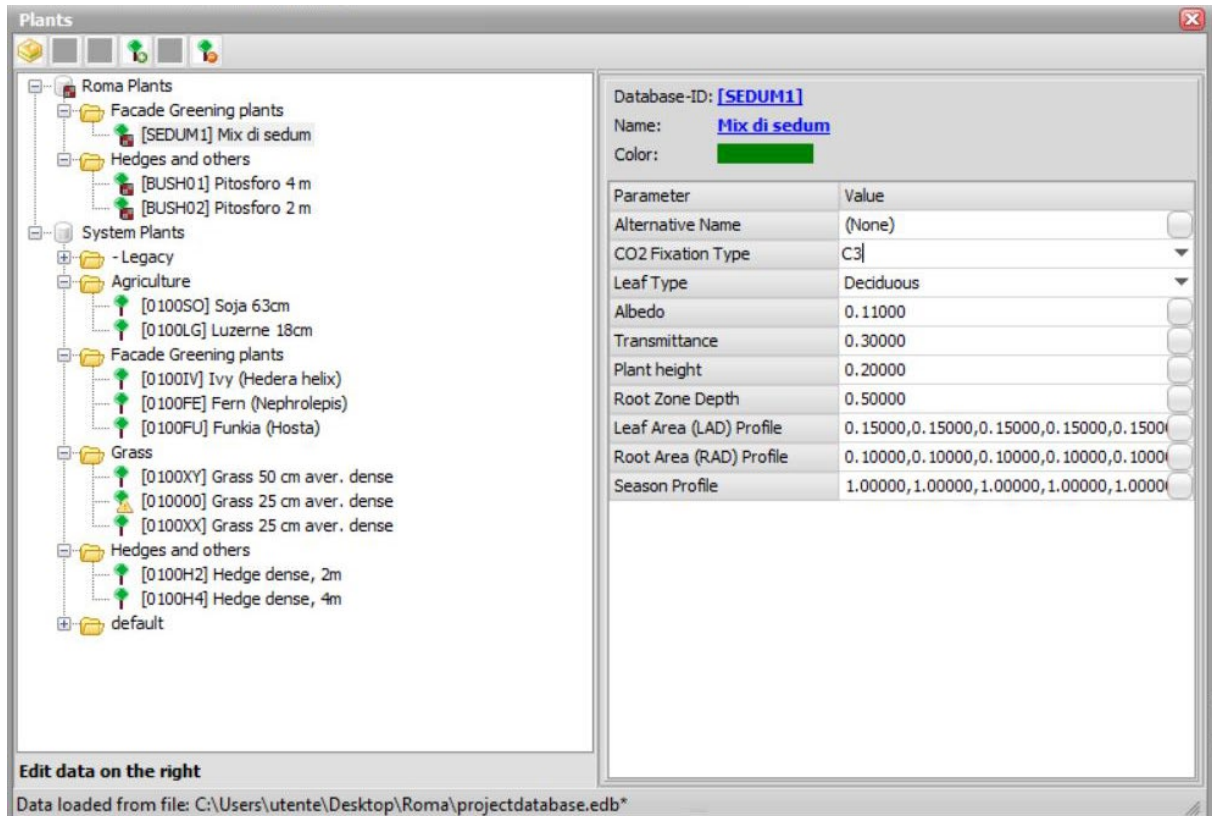 Plants
Roma Plants
Facade Greening plants
[SEDUM1] Mix di sedum
Hedges and others
[BUSH01] Pitosforo 4 m
[BUSH02] Pitosforo 2 m
System Plants
- Legacy
Agriculture
[0100SO] Soja 63cm
[0100LG] Luzerne 18cm
Facade Greening plants
[0100IV] Ivy (Hedera helix)
[0100FE] Fern (Nephrolepis)
[0100FU] Funkia (Hosta)
Grass
[0100XY] Grass 50 cm aver. dense
[010000] Grass 25 cm aver. dense
[0100XX] Grass 25 cm aver. dense
Hedges and others
[0100H2] Hedge dense, 2m
[0100H4] Hedge dense, 4m
default
Edit data on the right
Database-ID: [SEDUM1]
Name: Mix di sedum
Color:
Parameter Value
Alternative Name (None)
CO2 Fixation Type C3
Leaf Type Deciduous
Albedo 0.11000
Transmittance 0.30000
Plant height 0.20000
Root Zone Depth 0.50000
Leaf Area (LAD) Profile 0.15000,0.15000,0.15000,0.15000,0.1500
Root Area (RAD) Profile 0.10000,0.10000,0.10000,0.10000,0.1000
Season Profile 1.00000,1.00000,1.00000,1.00000,1.0000
Data loaded from file: C:\Users\utente\Desktop\Roma\projectdatabase.edb*